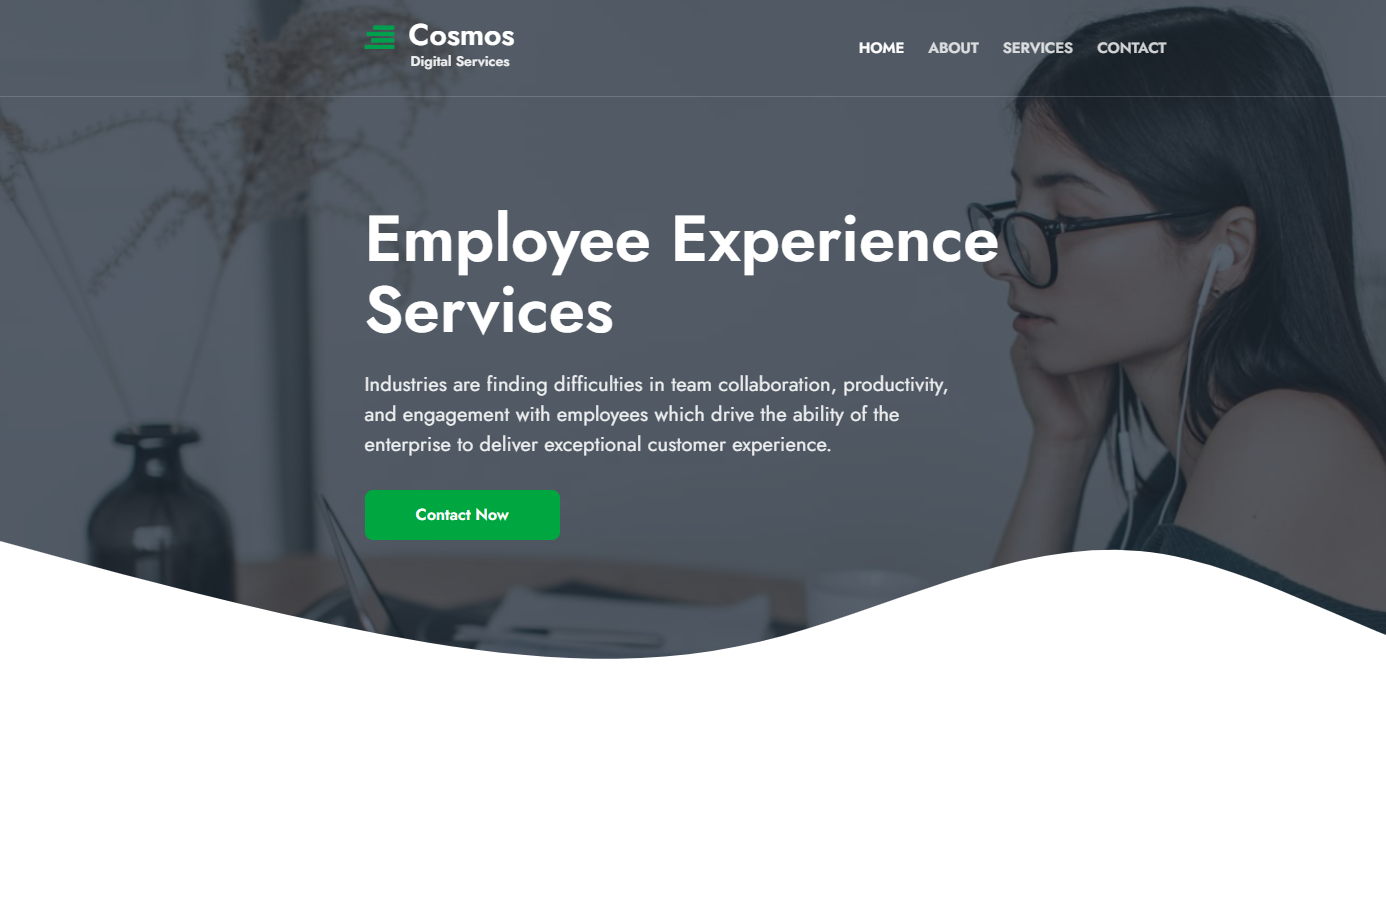 Cosmos
Digital Services
HOME ABOUT SERVICES CONTACT
Employee Experience
Services
Industries are finding difficulties in team collaboration, productivity,
and engagement with employees which drive the ability of the
enterprise to deliver exceptional customer experience.
Contact Now